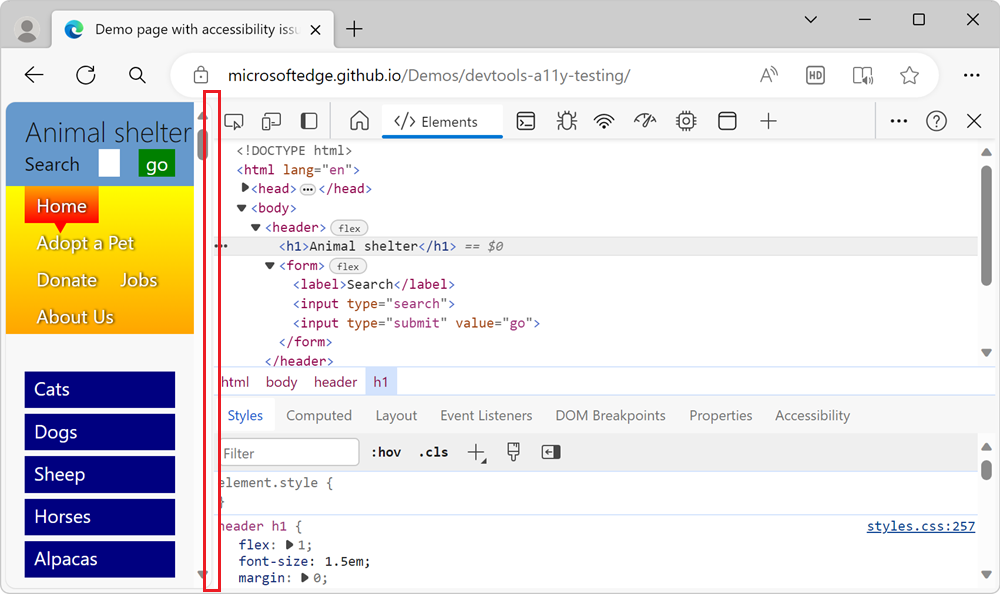 Demo page with accessibility issu
microsoftedge.github.io/Demos/devtools-a11y-testing/
HD
Animal shelter
Search go
Home
Adopt a Pet
Donate Jobs
About Us
Cats
Dogs
Sheep
Horses
Alpacas
</> Elements
<!DOCTYPE html>
<html lang="en">
<head> ••• </head>
<body>
<header> flex
<h1>Animal shelter</h1> == $0
<form> flex
<label>Search</label>
<input type="search">
<input type="submit" value="go">
</form>
</header>
html body header h1
Styles Computed Layout Event Listeners DOM Breakpoints Properties Accessibility
Filter :hov .cls
element.style {
}
header h1 { styles.css:257
flex: 1;
font-size: 1.5em;
margin: 0;